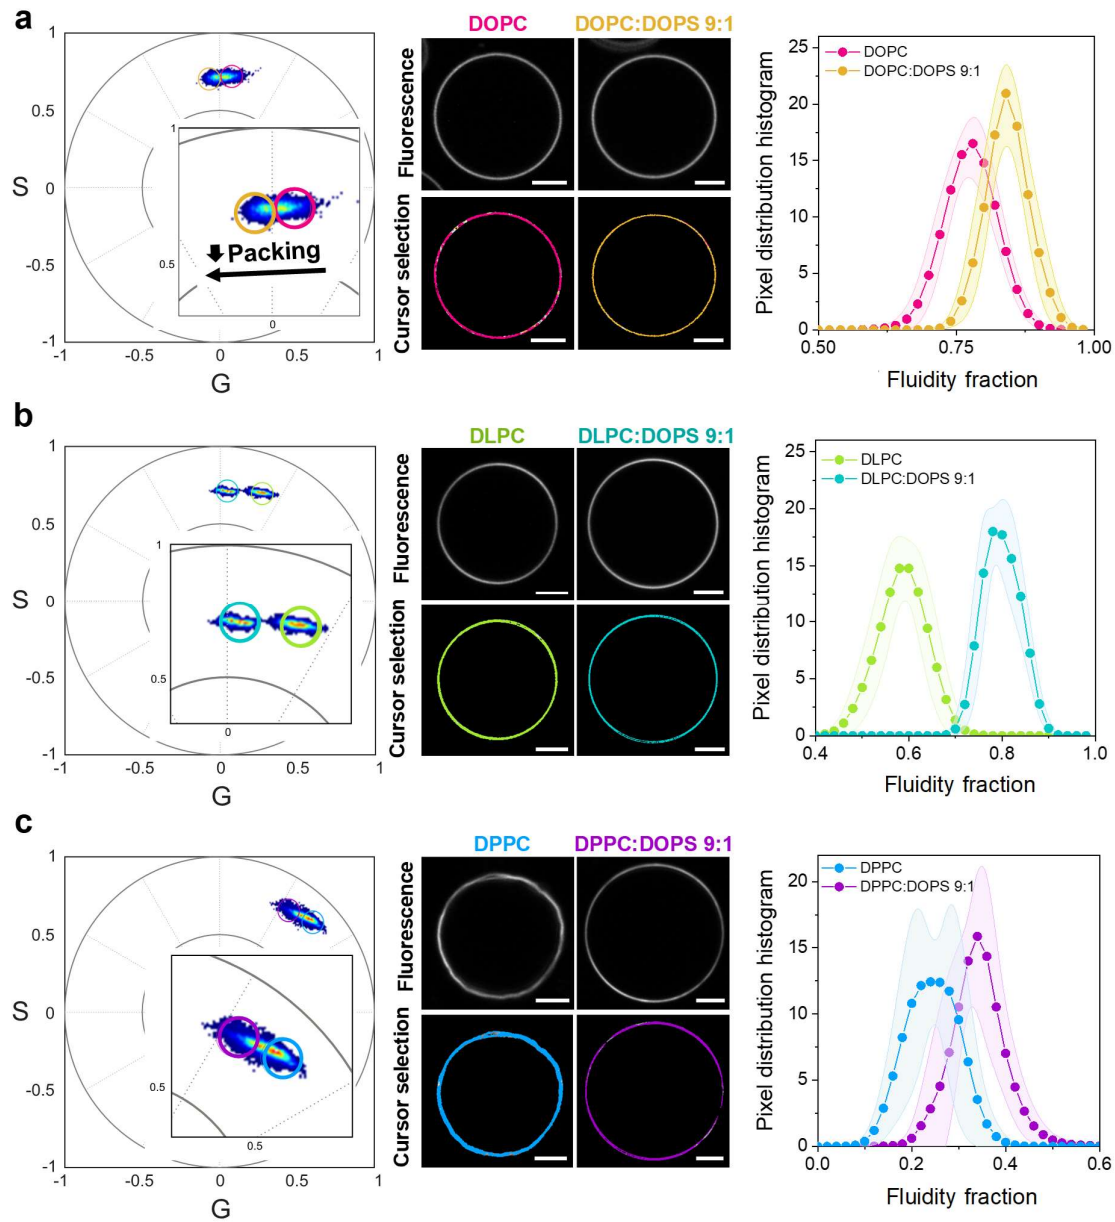 a
DOPC
DOPC:DOPS 9:1
Fluorescence
Cursor selection
S
1
0.5
0
-0.5
-1
-1
-0.5
0
0.5
1
G
1
0.5
0
Packing
Pixel distribution histogram
25
20
15
10
5
0
DOPC
DOPC:DOPS 9:1
0.50
0.75
1.00
Fluidity fraction
b
DLPC
DLPC:DOPS 9:1
Fluorescence
Cursor selection
S
1
0.5
0
-0.5
-1
-1
-0.5
0
0.5
1
G
1
0.5
0
Pixel distribution histogram
25
20
15
10
5
0
DLPC
DLPC:DOPS 9:1
0.4
0.6
0.8
1.0
Fluidity fraction
c
DPPC
DPPC:DOPS 9:1
Fluorescence
Cursor selection
S
1
0.5
0
-0.5
-1
-1
-0.5
0
0.5
1
G
0.5
0.5
Pixel distribution histogram
20
15
10
5
0
DPPC
DPPC:DOPS 9:1
0.0
0.2
0.4
0.6
Fluidity fraction